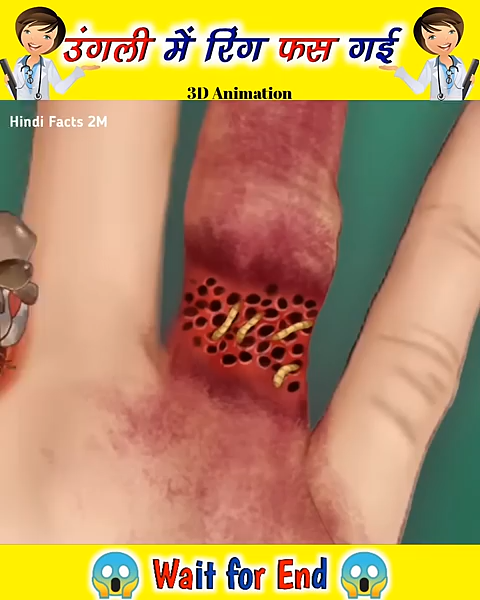 उंगली में रिंग फस गई
3D Animation
Hindi Facts 2M
Wait for End